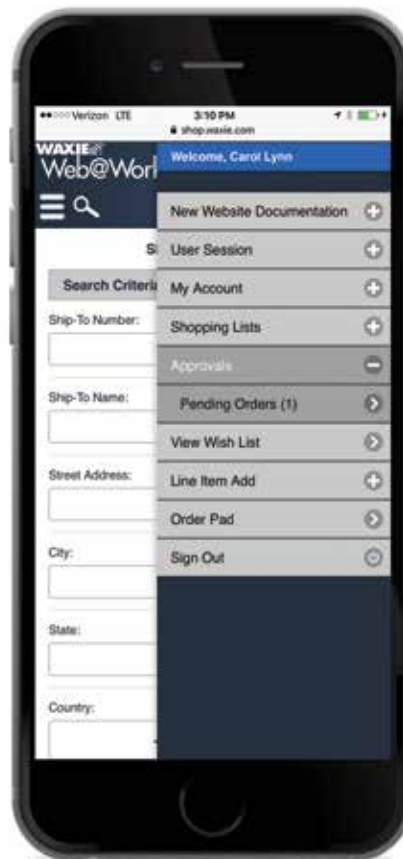 Verizon LTE 3:10 PM
shop.waxie.com
WAXIE
Web@Wor
Welcome, Carol Lynn
New Website Documentation
User Session
Search Criteria
My Account
Ship-To Number:
Shopping Lists
Approvals
Ship-To Name:
Pending Orders (1)
View Wish List
Street Address:
Line Item Add
Order Pad
City:
Sign Out
State:
Country: